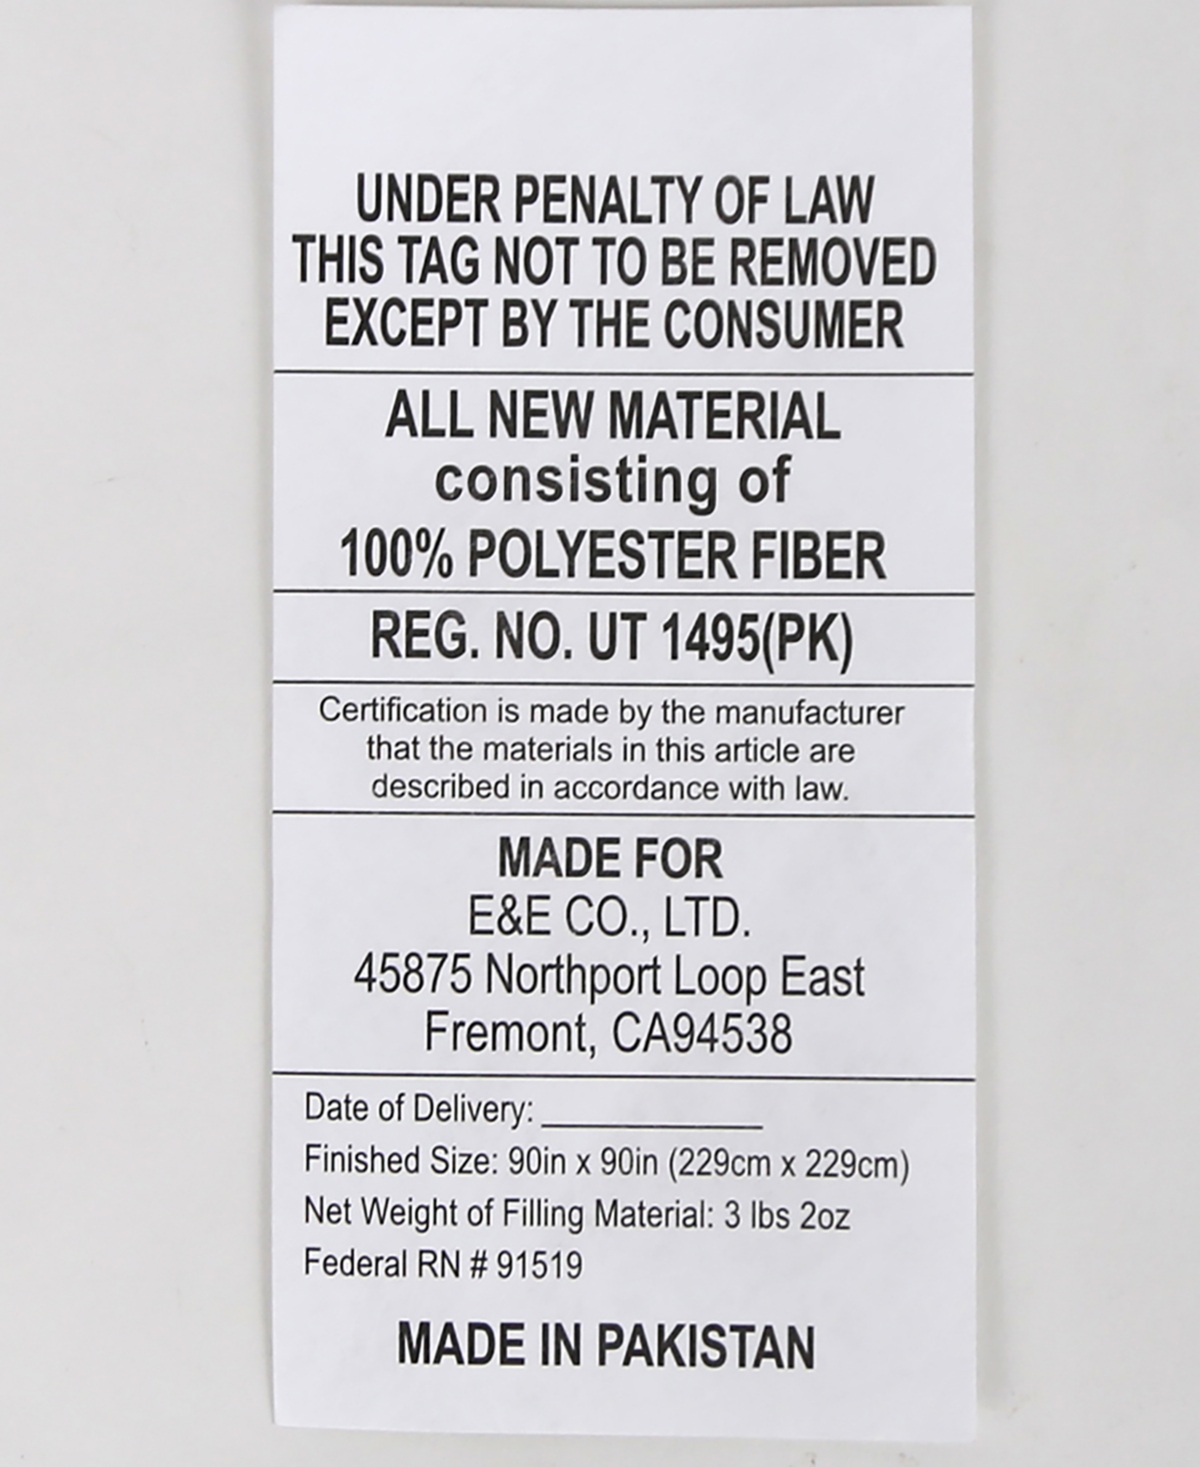 UNDER PENALTY OF LAW
THIS TAG NOT TO BE REMOVED
EXCEPT BY THE CONSUMER
ALL NEW MATERIAL
consisting of
100% POLYESTER FIBER
REG. NO. UT 1495(PK)
Certification is made by the manufacturer
that the materials in this article are
described in accordance with law.
MADE FOR
E&E CO., LTD.
45875 Northport Loop East
Fremont, CA94538
Date of Delivery: ____________
Finished Size: 90in x 90in (229cm x 229cm)
Net Weight of Filling Material: 3 lbs 2oz
Federal RN # 91519
MADE IN PAKISTAN